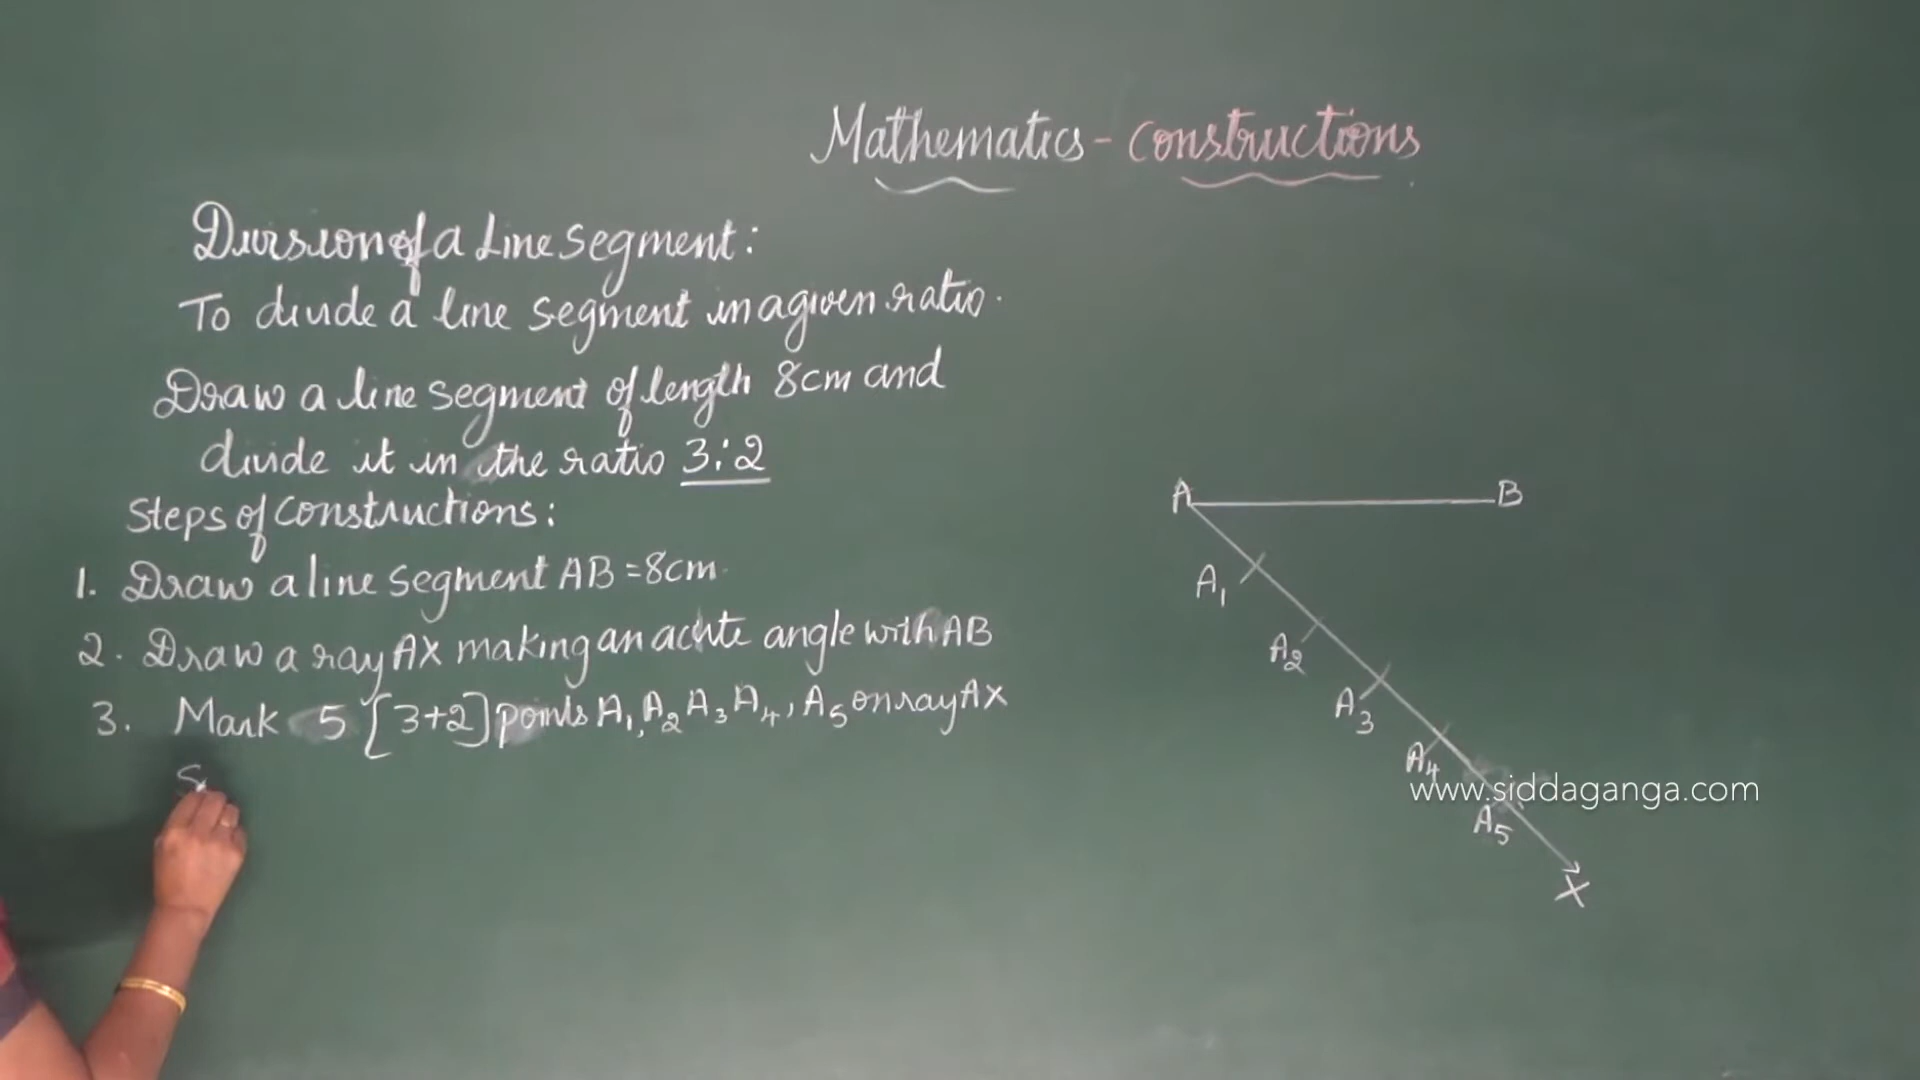 Mathematics - Constructions
Division of a Line Segment:
To divide a line segment in a given ratio.
Draw a line segment of length 8cm and
divide it in the ratio 3:2
Steps of Constructions:
1. Draw a line segment AB = 8cm.
2. Draw a ray AX making an acute angle with AB
3. Mark 5 [3+2] points A₁, A₂ A₃ A₄, A₅ on ray AX
A
B
A₁
A₂
A₃
A₄
www.siddaganga.com
A₅
X